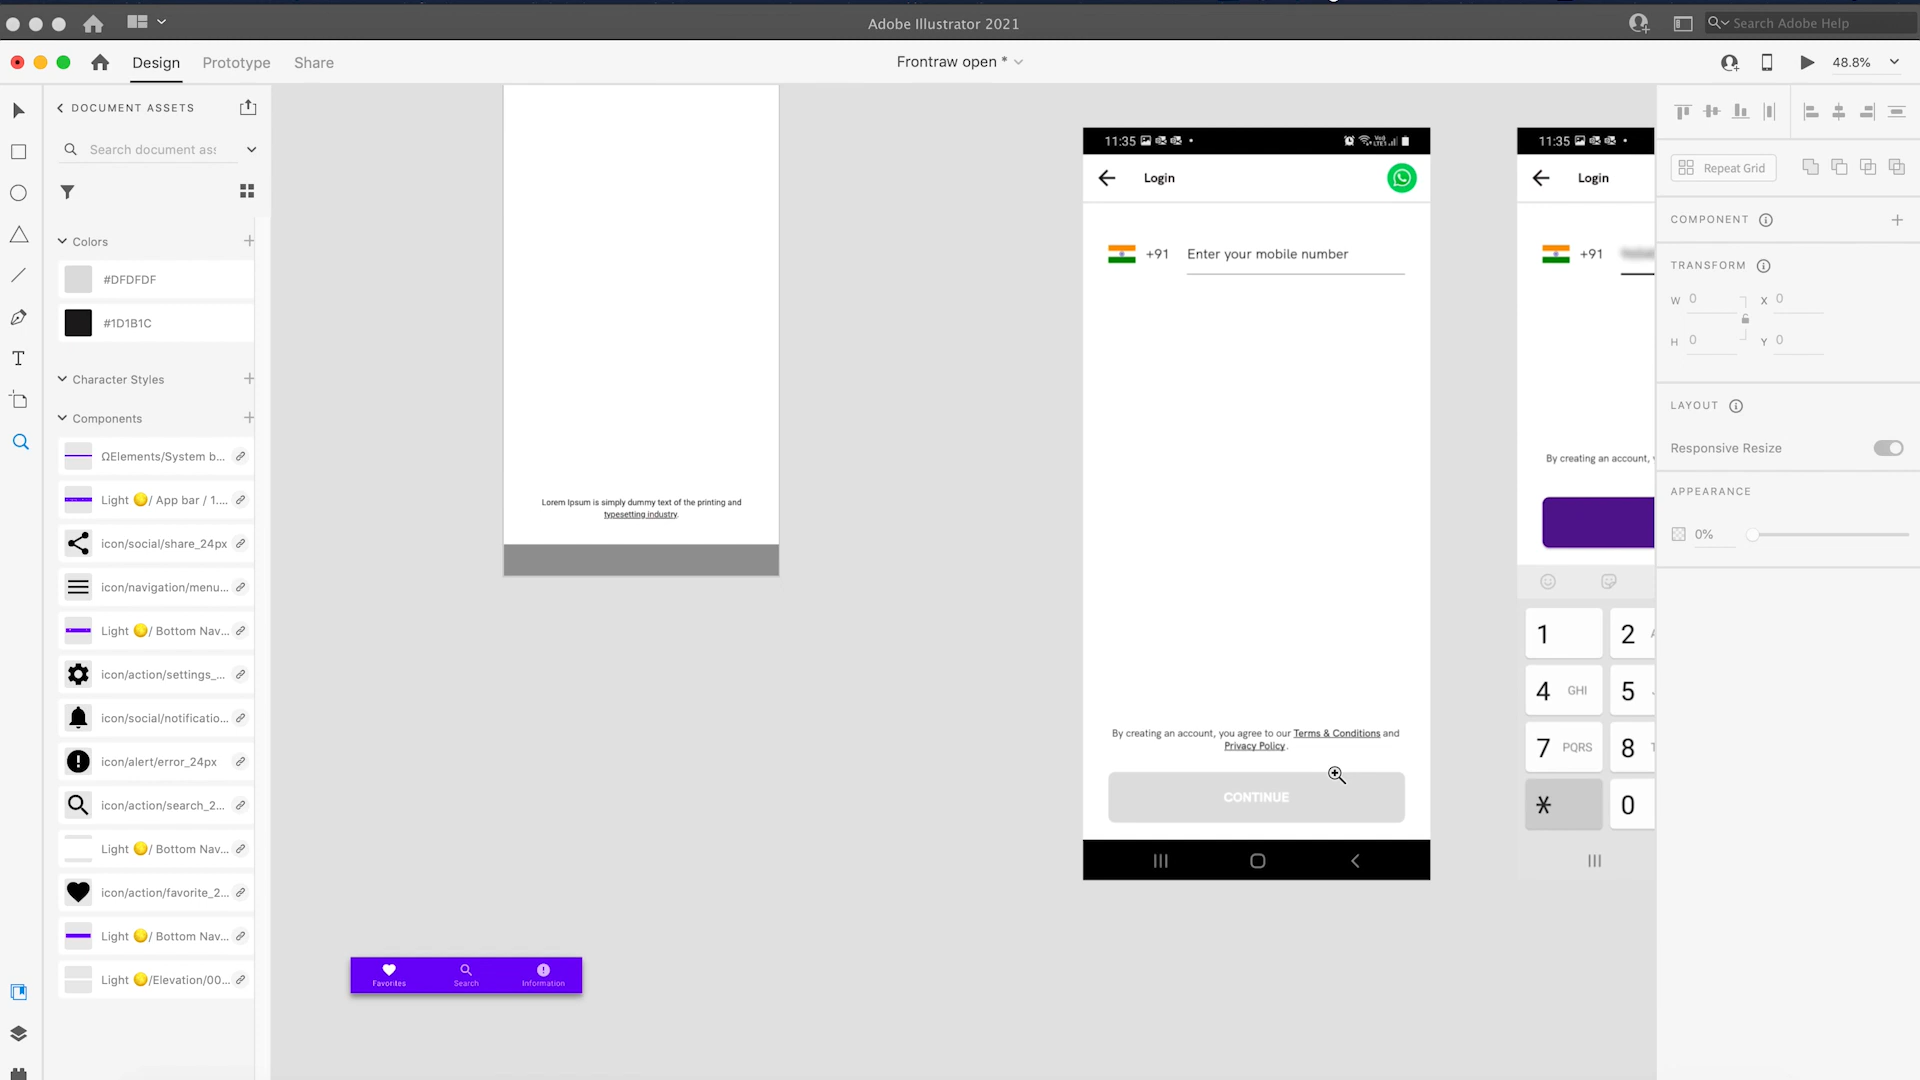 Adobe Illustrator 2021
Search Adobe Help
Design
Prototype
Share
Frontraw open *
48.8%
DOCUMENT ASSETS
Search document ass
Colors
#DFDFDF
#1D1B1C
Character Styles
Components
ΩElements/System b...
Light 🟡/ App bar / 1....
icon/social/share_24px
icon/navigation/menu...
Light 🟡/ Bottom Nav...
icon/action/settings_...
icon/social/notificatio...
icon/alert/error_24px
icon/action/search_2...
Light 🟡/ Bottom Nav...
icon/action/favorite_2...
Light 🟡/ Bottom Nav...
Light 🟡/Elevation/00...
Lorem Ipsum is simply dummy text of the printing and
typesetting industry.
Favorites
Search
Information
11:35
Login
+91
Enter your mobile number
By creating an account, you agree to our Terms & Conditions and
Privacy Policy.
CONTINUE
11:35
Login
+91
By creating an account,
1
2
4 GHI
5
7 PQRS
8
0
Repeat Grid
COMPONENT
TRANSFORM
W 0
X 0
H 0
Y 0
LAYOUT
Responsive Resize
APPEARANCE
0%